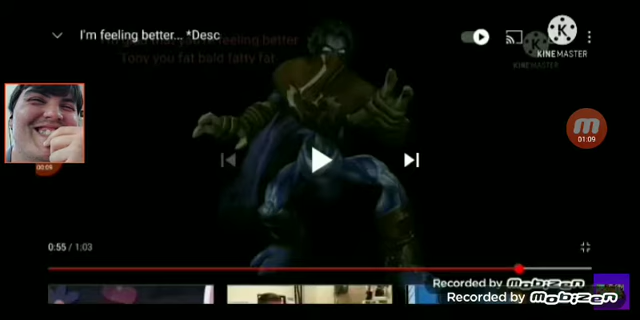 I'm feeling better... *Desc
I'm glad that you're feeling better
Tony you fat bald fatty fat
K
KINEMASTER
KINEMASTER
M
01:09
00:09
0:55 / 1:03
Recorded by Mobizen
Recorded by Mobizen